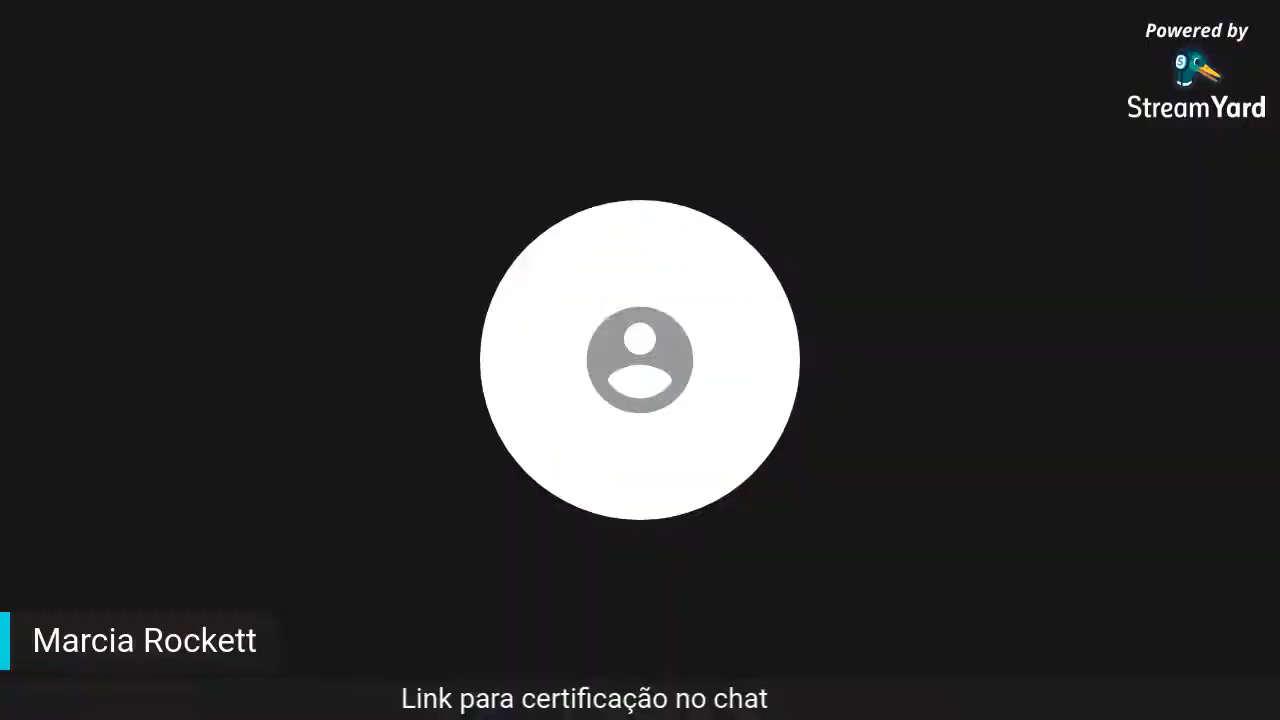 Powered by
StreamYard
Marcia Rockett
Link para certificação no chat